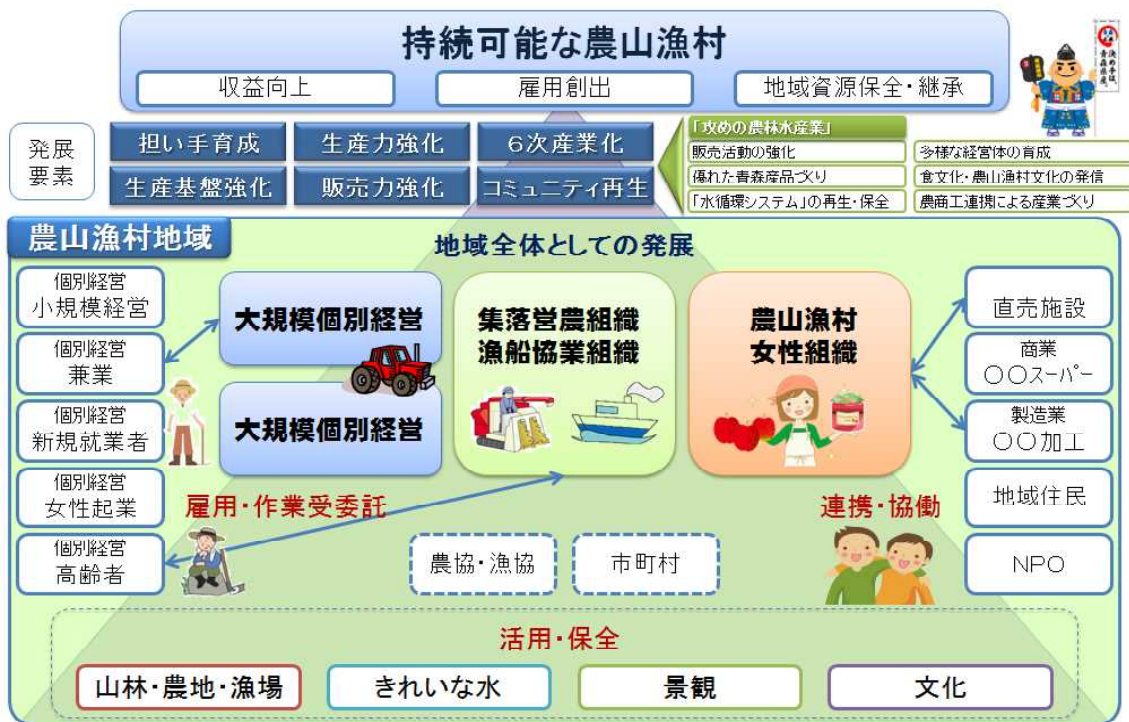 持続可能な農山漁村
収益向上
雇用創出
地域資源保全・継承
決め手は、
青森県産。
発展
要素
担い手育成
生産力強化
6次産業化
生産基盤強化
販売力強化
コミュニティ再生
「攻めの農林水産業」
販売活動の強化
多様な経営体の育成
優れた青森産品づくり
食文化・農山漁村文化の発信
「水循環システム」の再生・保全
農商工連携による産業づくり
農山漁村地域
地域全体としての発展
個別経営
小規模経営
個別経営
兼業
個別経営
新規就業者
個別経営
女性起業
個別経営
高齢者
大規模個別経営
大規模個別経営
集落営農組織
漁船協業組織
農山漁村
女性組織
直売施設
商業
〇〇スーパー
製造業
〇〇加工
地域住民
NPO
雇用・作業受委託
連携・協働
農協・漁協
市町村
活用・保全
山林・農地・漁場
きれいな水
景観
文化